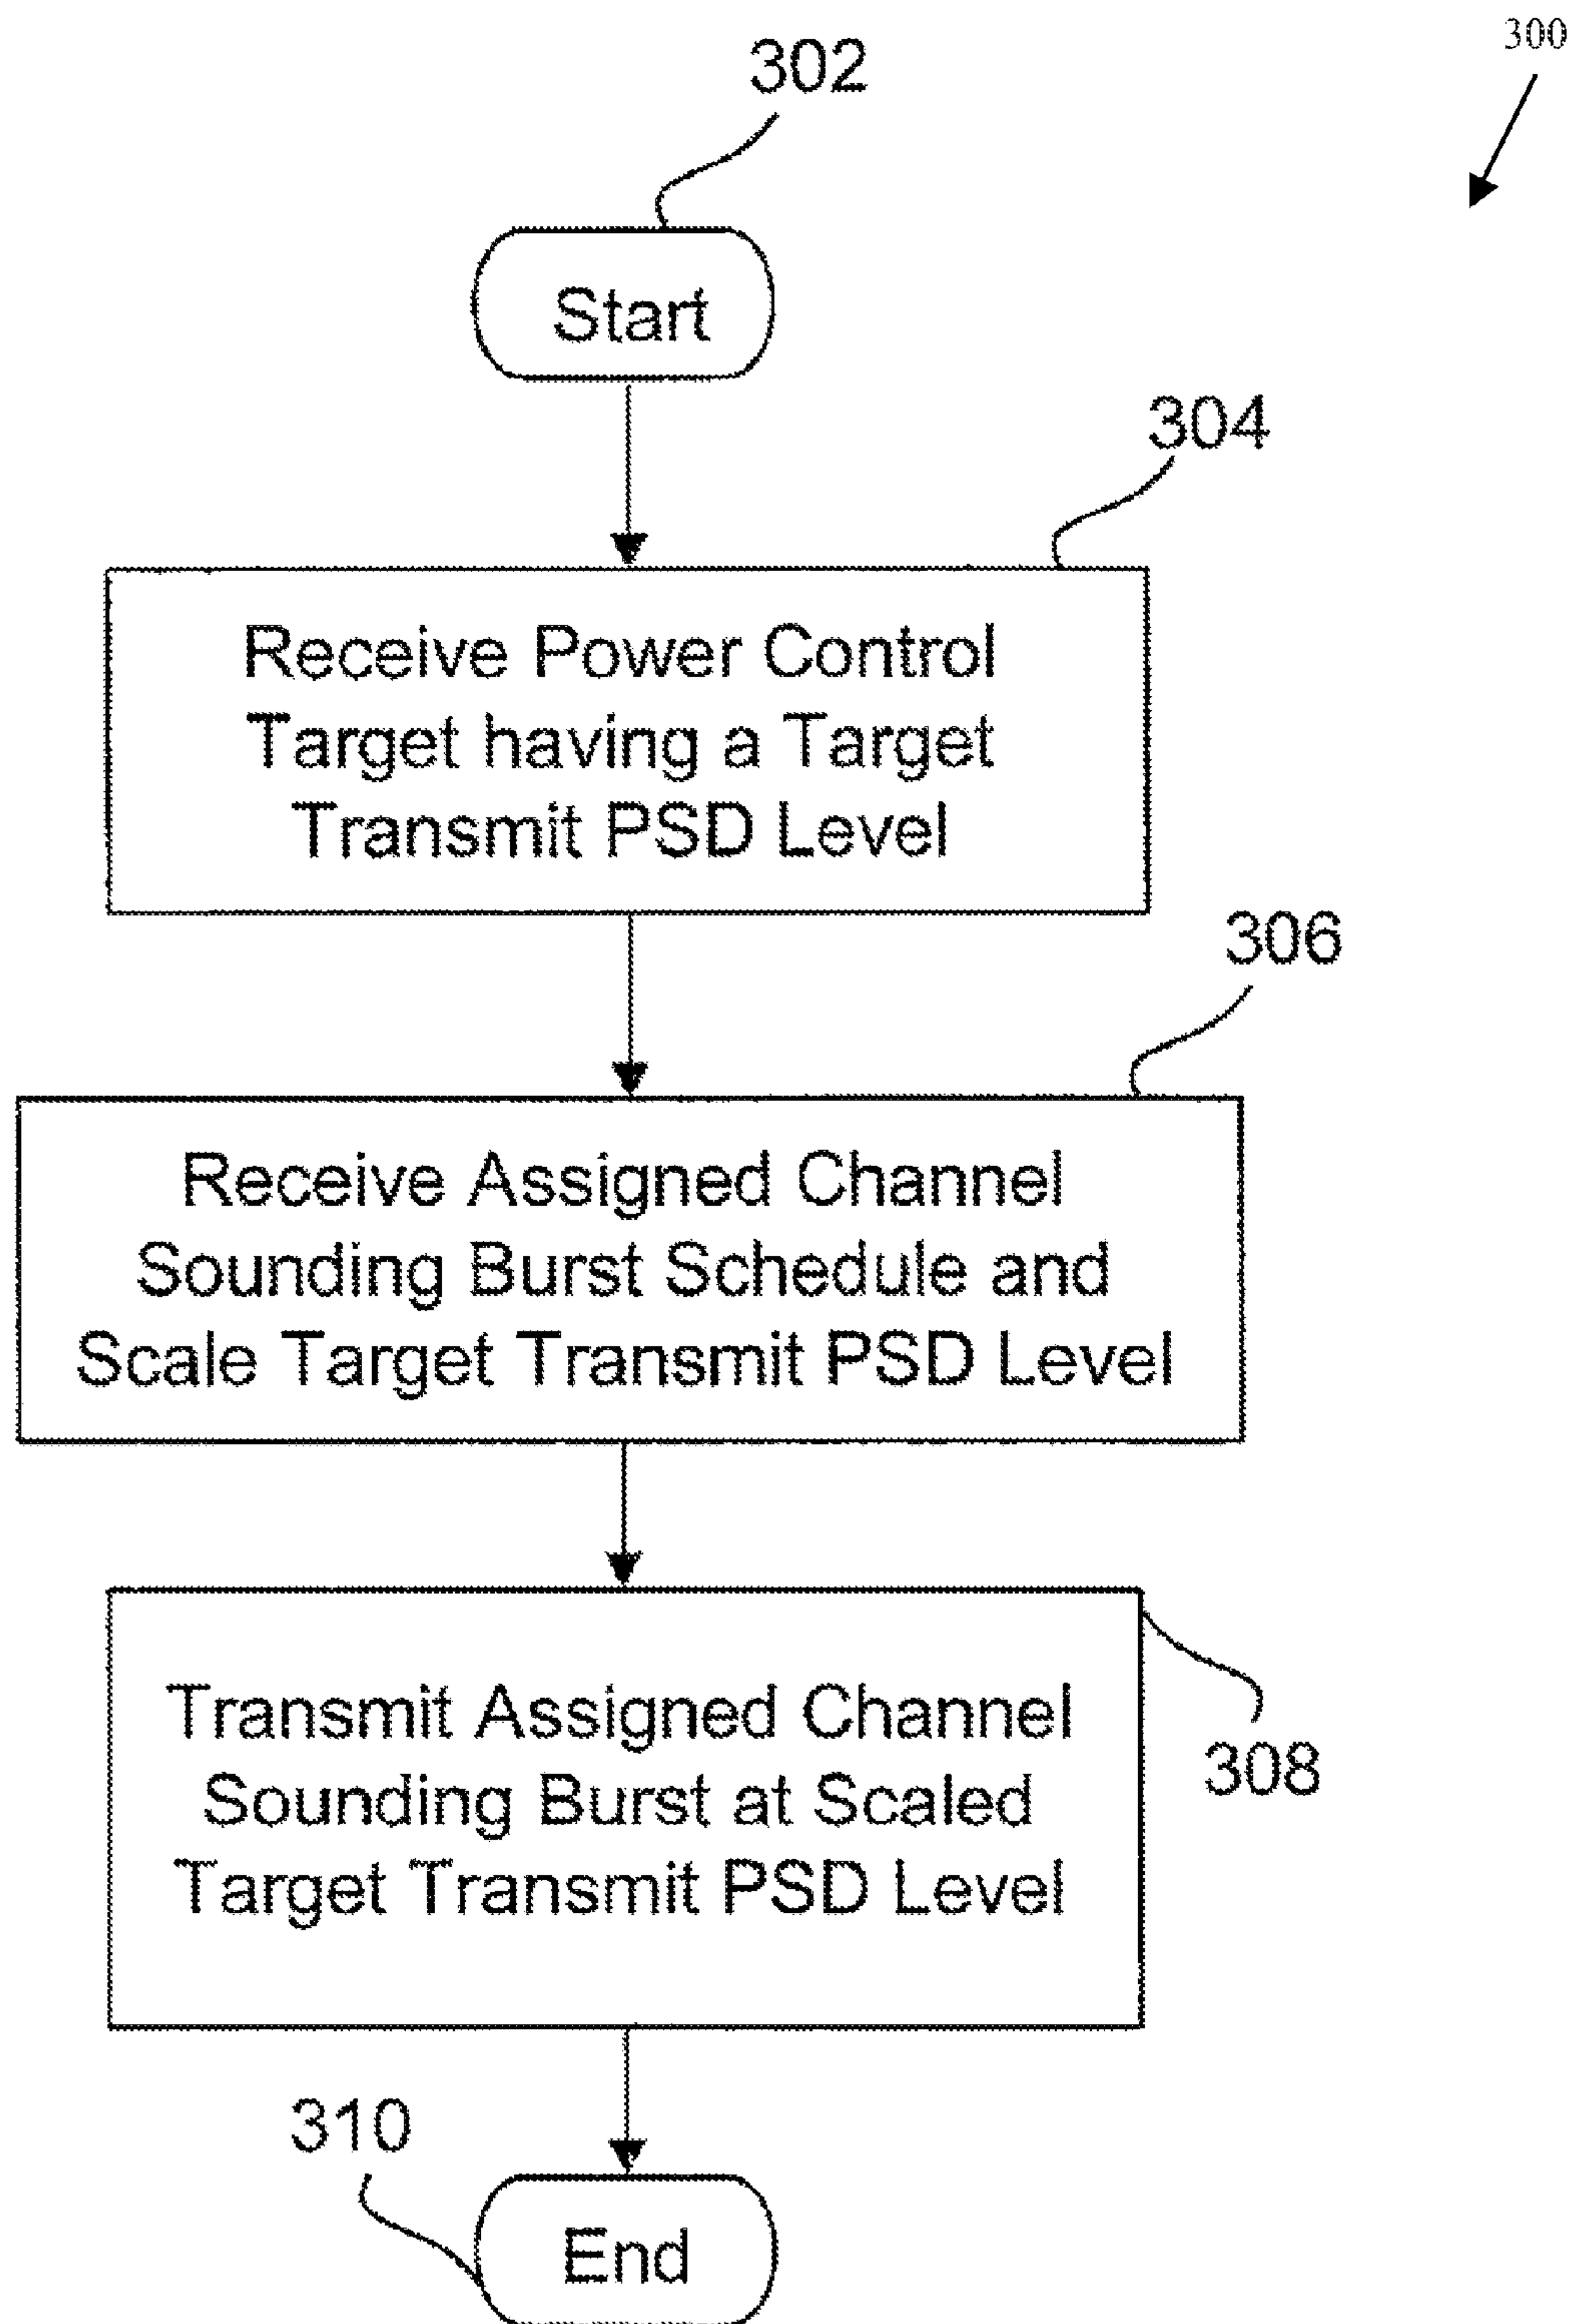 300
302
Start
304
Receive Power Control
Target having a Target
Transmit PSD Level
306
Receive Assigned Channel
Sounding Burst Schedule and
Scale Target Transmit PSD Level
Transmit Assigned Channel
Sounding Burst at Scaled
Target Transmit PSD Level
308
310
End